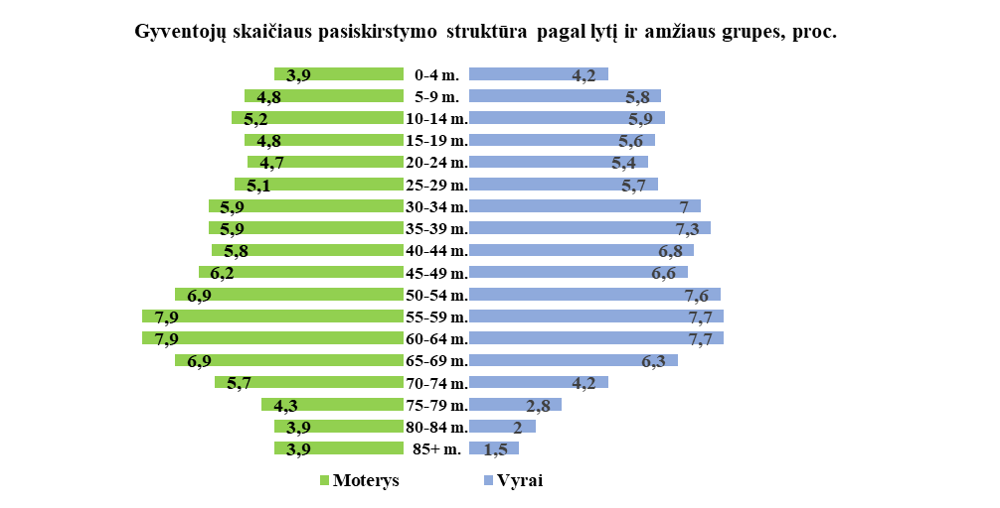 Gyventojų skaičiaus pasiskirstymo struktūra pagal lytį ir amžiaus grupes, proc.
3,9 0-4 m. 4,2
4,8 5-9 m. 5,8
5,2 10-14 m. 5,9
4,8 15-19 m. 5,6
4,7 20-24 m. 5,4
5,1 25-29 m. 5,7
5,9 30-34 m. 7
5,9 35-39 m. 7,3
5,8 40-44 m. 6,8
6,2 45-49 m. 6,6
6,9 50-54 m. 7,6
7,9 55-59 m. 7,7
7,9 60-64 m. 7,7
6,9 65-69 m. 6,3
5,7 70-74 m. 4,2
4,3 75-79 m. 2,8
3,9 80-84 m. 2
3,9 85+ m. 1,5
Moterys Vyrai